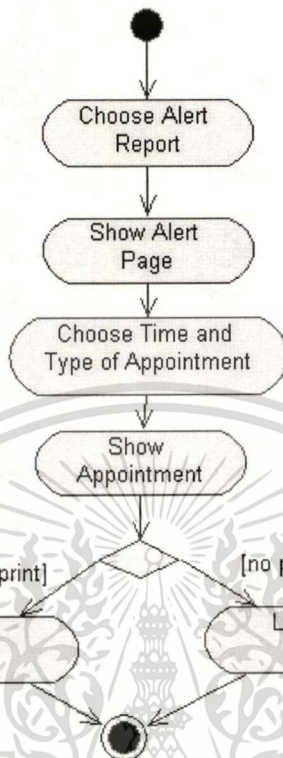 Choose Alert
Report
Show Alert
Page
Choose Time and
Type of Appointment
Show
Appointment
print]
[no p
L